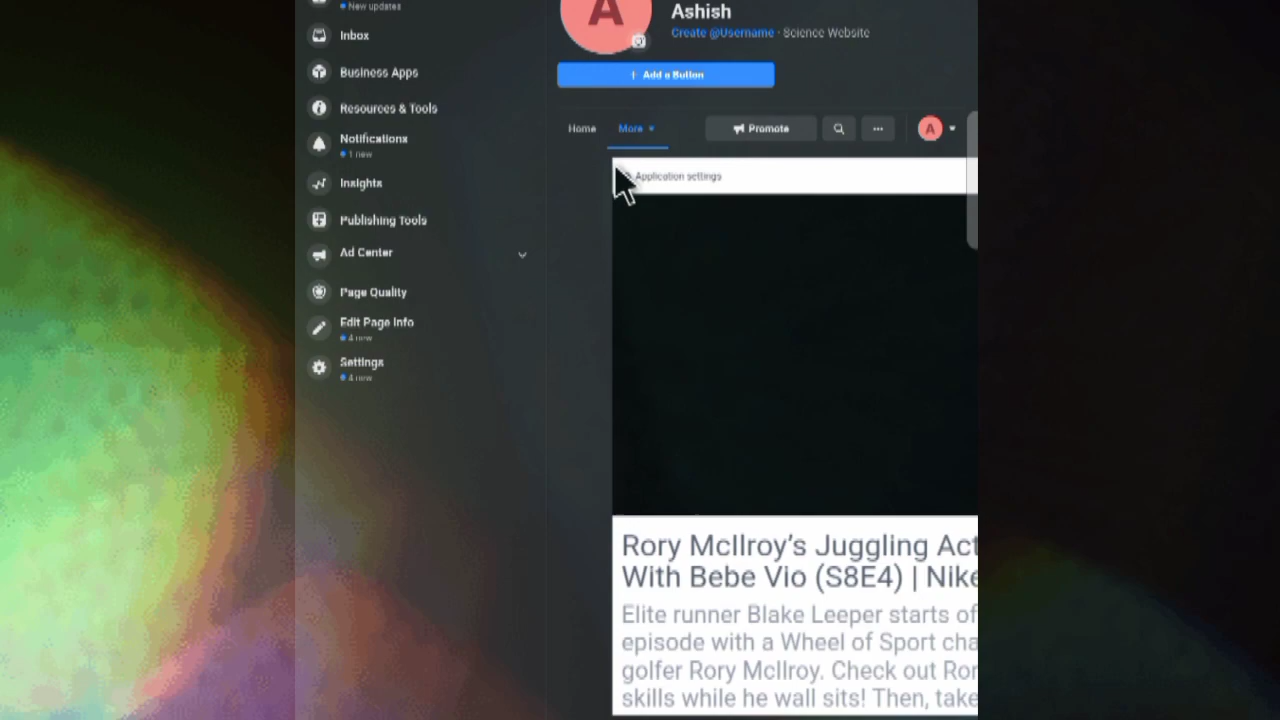 New updates
Inbox
Business Apps
Resources & Tools
Notifications
1 new
Insights
Publishing Tools
Ad Center
Page Quality
Edit Page Info
4 new
Settings
4 new
A
Ashish
Create @Username · Science Website
+ Add a Button
Home More Promote ... A
Application settings
Rory McIlroy's Juggling Act
With Bebe Vio (S8E4) | Nike
Elite runner Blake Leeper starts of
episode with a Wheel of Sport cha
golfer Rory McIlroy. Check out Ror
skills while he wall sits! Then, take